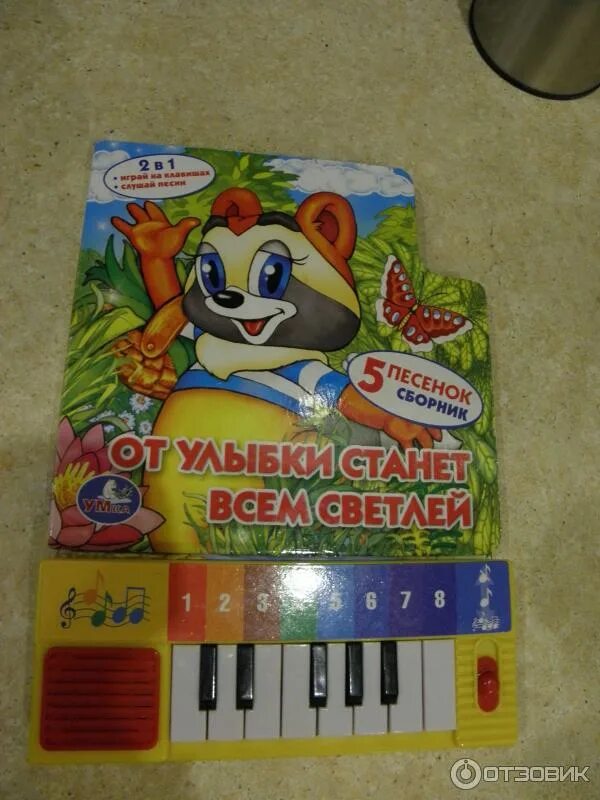 2 в 1
• играй на клавишах
• слушай песни
5 ПЕСЕНОК
СБОРНИК
ОТ УЛЫБКИ СТАНЕТ
ВСЕМ СВЕТЛЕЙ
УМка
1 2 3 5 6 7 8
ОТЗОВИК